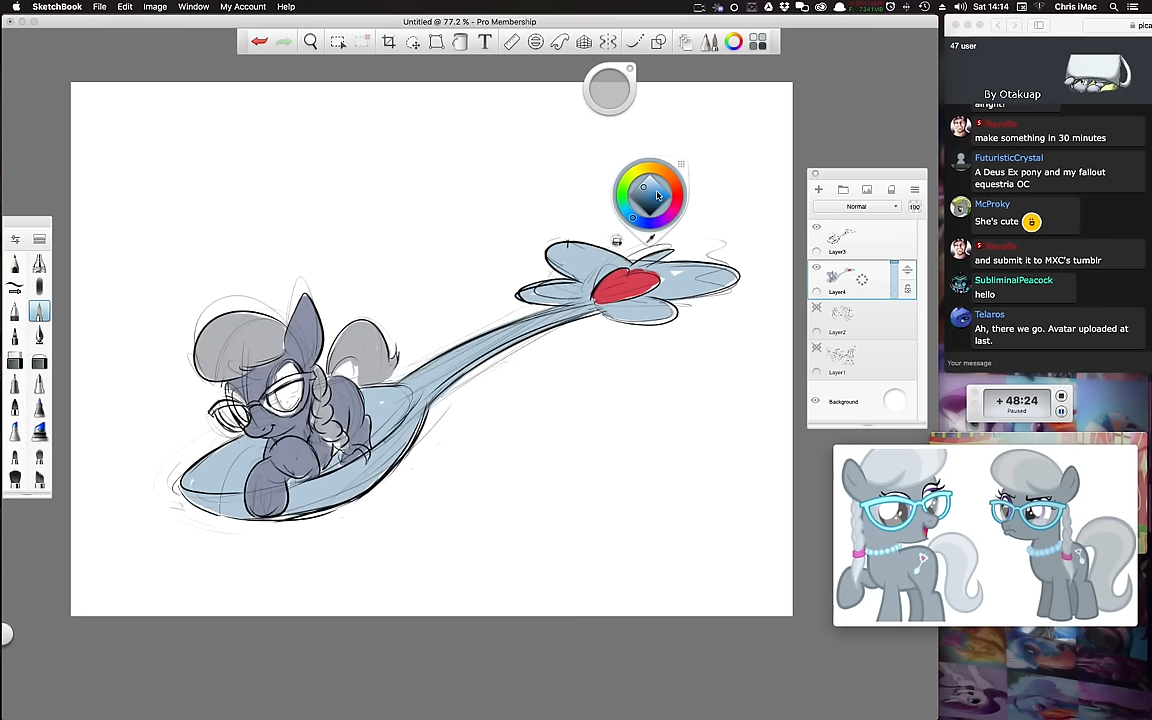 SketchBook File Edit Image Window My Account Help
Sat 14:14 Chris iMac
Untitled @ 77.2 % - Pro Membership
47 user
By Otakuap
alright!
make something in 30 minutes
FuturisticCrystal
A Deus Ex pony and my fallout
equestria OC
McProky
She's cute
and submit it to MXC's tumblr
SubliminalPeacock
hello
Telaros
Ah, there we go. Avatar uploaded at
last.
Your message
Normal
100
Layer3
Layer4
Layer2
Layer1
Background
+ 48:24
Paused